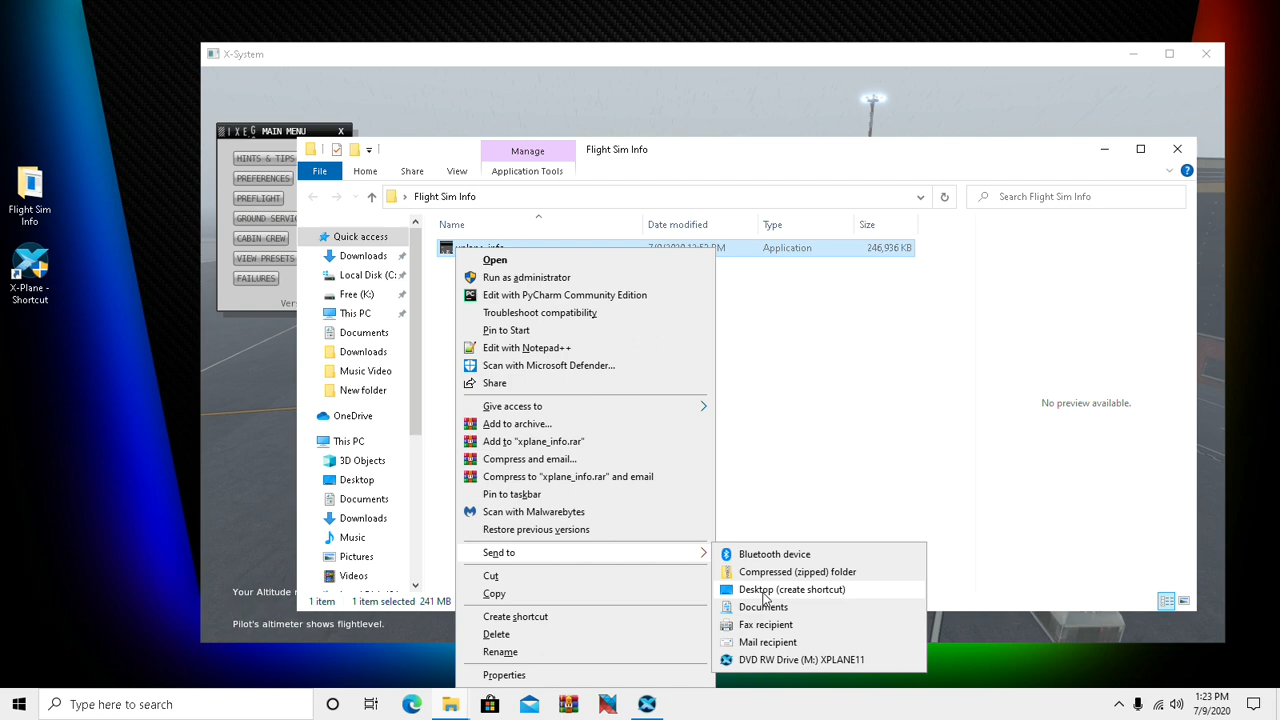 X-System
IXEG MAIN MENU X
HINTS & TIPS
PREFERENCES
PREFLIGHT
GROUND SERVI
CABIN CREW
VIEW PRESETS
FAILURES
Ver
Your Altitude
Pilot's altimeter shows flightlevel.
Flight Sim
Info
X-Plane -
Shortcut
Manage
Flight Sim Info
File
Home
Share
View
Application Tools
Flight Sim Info
Search Flight Sim Info
Name
Date modified
Type
Size
Application
246,936 KB
Quick access
Downloads
Local Disk (C:
Free (K:)
This PC
Documents
Downloads
Music Video
New folder
OneDrive
This PC
3D Objects
Desktop
Documents
Downloads
Music
Pictures
Videos
No preview available.
1 item
1 item selected 241 MB
Open
Run as administrator
Edit with PyCharm Community Edition
Troubleshoot compatibility
Pin to Start
Edit with Notepad++
Scan with Microsoft Defender...
Share
Give access to
Add to archive...
Add to "xplane_info.rar"
Compress and email...
Compress to "xplane_info.rar" and email
Pin to taskbar
Scan with Malwarebytes
Restore previous versions
Send to
Cut
Copy
Create shortcut
Delete
Rename
Properties
Bluetooth device
Compressed (zipped) folder
Desktop (create shortcut)
Documents
Fax recipient
Mail recipient
DVD RW Drive (M:) XPLANE11
Type here to search
1:23 PM
7/9/2020